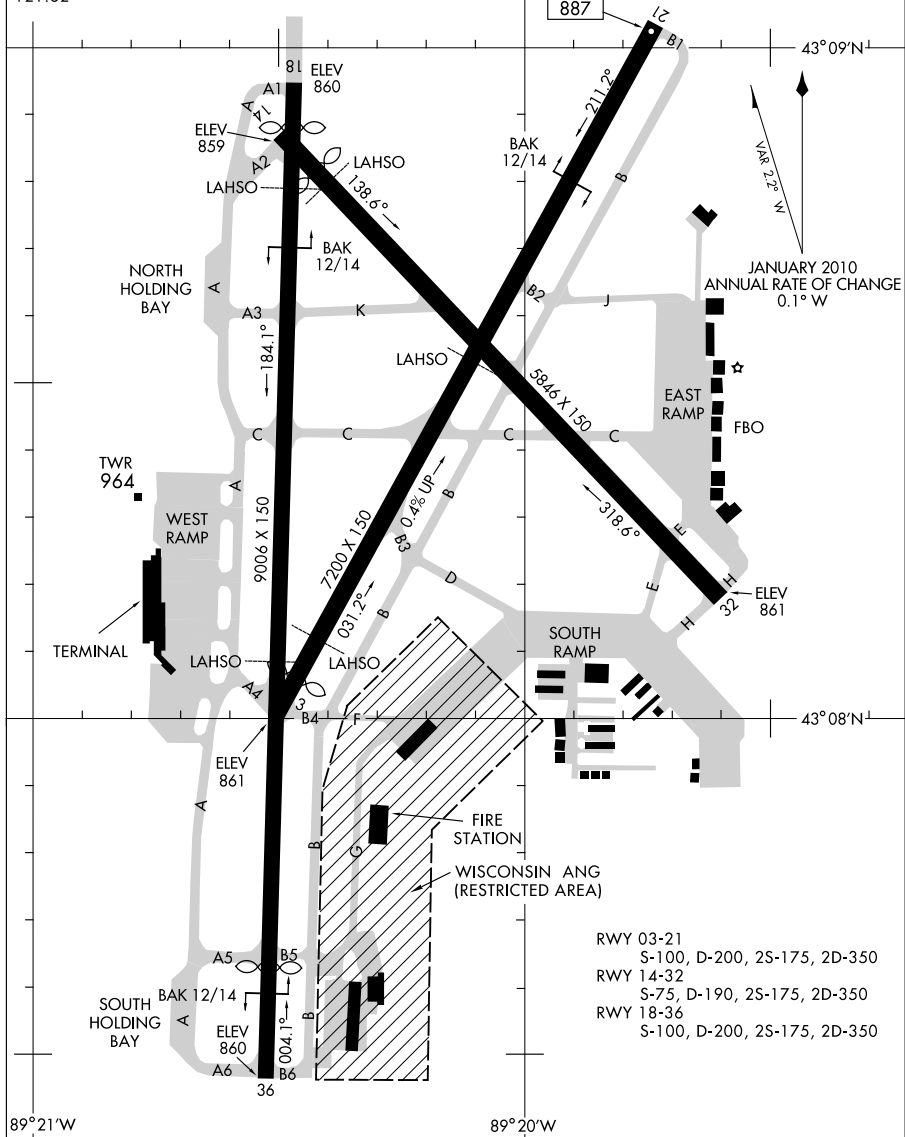 887
21
B1
43°09'N
18
ELEV
860
A1
A
14
ELEV
859
A2
LAHSO
LAHSO
138.6°
211.2°
BAK
12/14
B
VAR 2.2° W
JANUARY 2010
ANNUAL RATE OF CHANGE
0.1° W
BAK
12/14
NORTH
HOLDING
BAY
A
A3
K
B2
J
184.1°
LAHSO
5846 X 150
EAST
RAMP
FBO
C
C
C
C
TWR
964
A
WEST
RAMP
9006 X 150
7200 X 150
0.4% UP
B
B3
318.6°
E
E
H
H
32
ELEV
861
D
031.2°
B
TERMINAL
LAHSO
LAHSO
SOUTH
RAMP
A4
3
B4
F
43°08'N
ELEV
861
A
B
G
FIRE
STATION
WISCONSIN ANG
(RESTRICTED AREA)
A5
B5
BAK 12/14
SOUTH
HOLDING
BAY
A
B
ELEV
860
004.1°
A6
B6
36
RWY 03-21
S-100, D-200, 2S-175, 2D-350
RWY 14-32
S-75, D-190, 2S-175, 2D-350
RWY 18-36
S-100, D-200, 2S-175, 2D-350
89°21'W
89°20'W